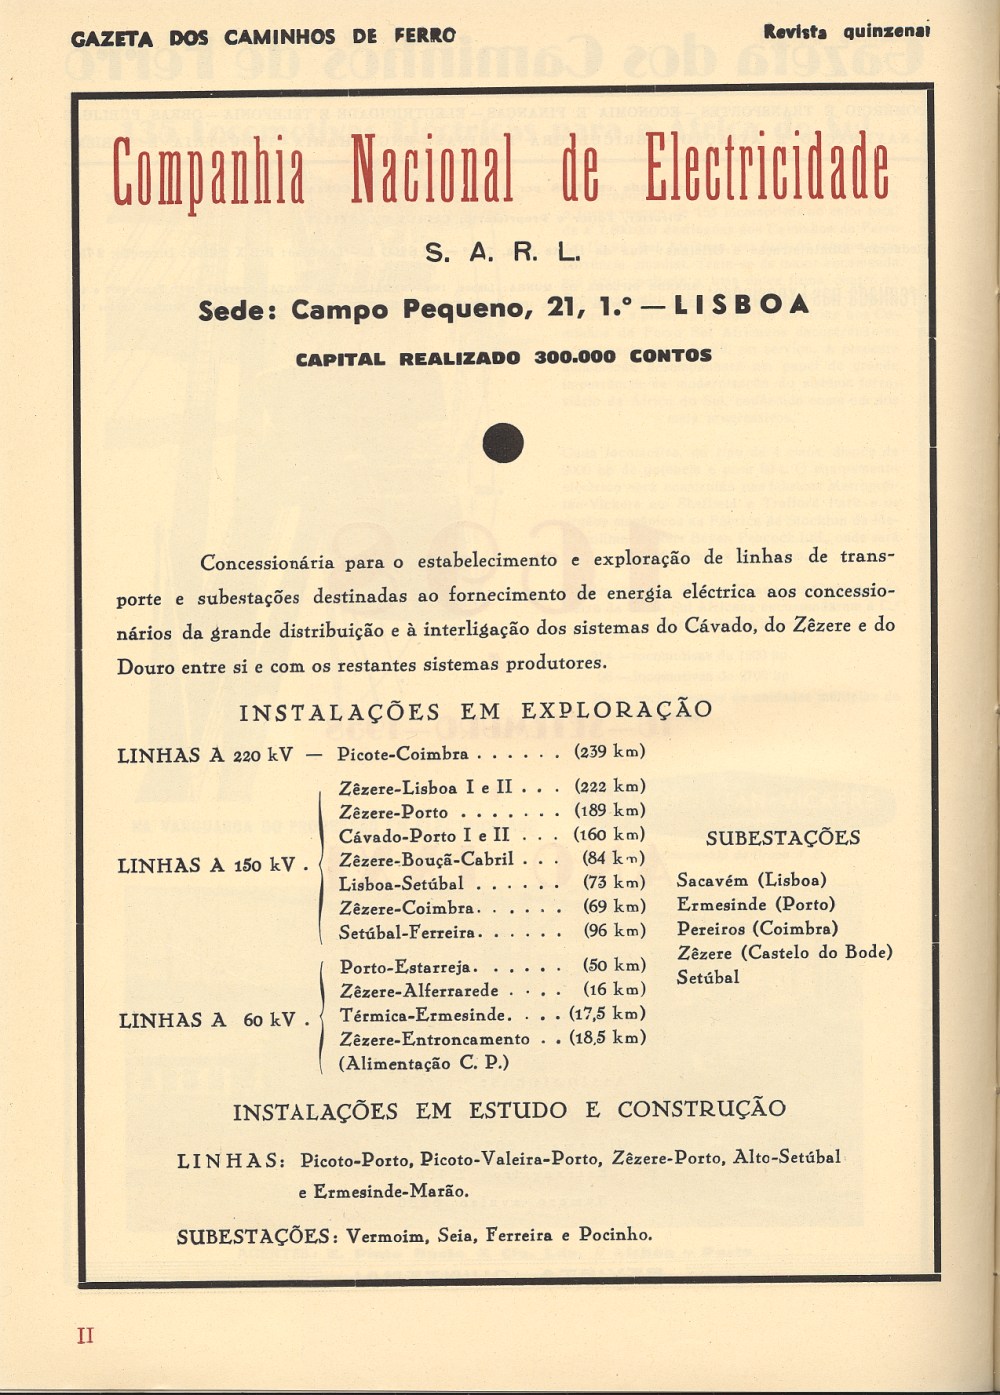 GAZETA DOS CAMINHOS DE FERRO
Revista quinzenal
Companhia Nacional de Electricidade
S. A. R. L.
Sede: Campo Pequeno, 21, 1.º — LISBOA
CAPITAL REALIZADO 300.000 CONTOS
Concessionária para o estabelecimento e exploração de linhas de trans-
porte e subestações destinadas ao fornecimento de energia eléctrica aos concessio-
nários da grande distribuição e à interligação dos sistemas do Cávado, do Zêzere e do
Douro entre si e com os restantes sistemas produtores.
INSTALAÇÕES EM EXPLORAÇÃO
LINHAS A 220 kV — Picote-Coimbra . . . . . . (239 km)
LINHAS A 150 kV .
Zêzere-Lisboa I e II . . . (222 km)
Zêzere-Porto . . . . . . . (189 km)
Cávado-Porto I e II . . . (160 km)
Zêzere-Bouçã-Cabril . . . (84 km)
Lisboa-Setúbal . . . . . . (73 km)
Zêzere-Coimbra. . . . . . (69 km)
Setúbal-Ferreira. . . . . . (96 km)
LINHAS A 60 kV .
Porto-Estarreja. . . . . . (50 km)
Zêzere-Alferrarede . . . . (16 km)
Térmica-Ermesinde. . . . (17,5 km)
Zêzere-Entroncamento . . (18,5 km)
(Alimentação C. P.)
SUBESTAÇÕES
Sacavém (Lisboa)
Ermesinde (Porto)
Pereiros (Coimbra)
Zêzere (Castelo do Bode)
Setúbal
INSTALAÇÕES EM ESTUDO E CONSTRUÇÃO
LINHAS: Picoto-Porto, Picoto-Valeira-Porto, Zêzere-Porto, Alto-Setúbal
e Ermesinde-Marão.
SUBESTAÇÕES: Vermoim, Seia, Ferreira e Pocinho.
II